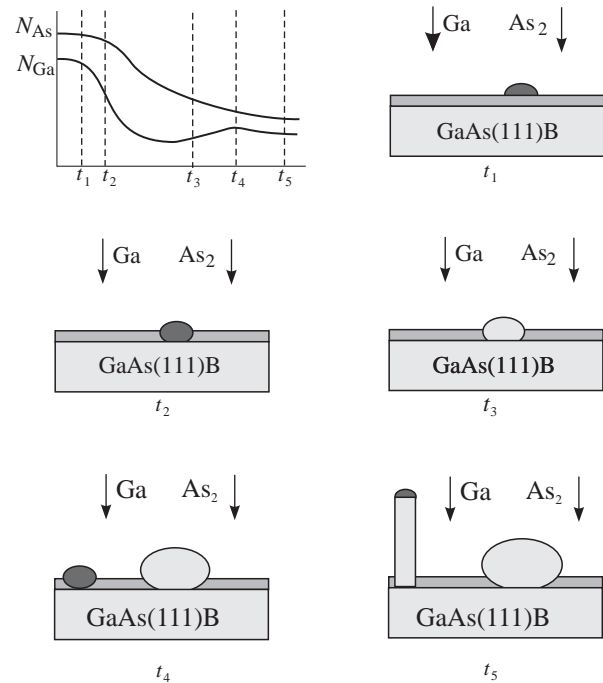 N_As
N_Ga
t_1 t_2 t_3 t_4 t_5
Ga As_2
GaAs(111)B
t_1
Ga As_2
GaAs(111)B
t_2
Ga As_2
GaAs(111)B
t_3
Ga As_2
GaAs(111)B
t_4
Ga As_2
GaAs(111)B
t_5